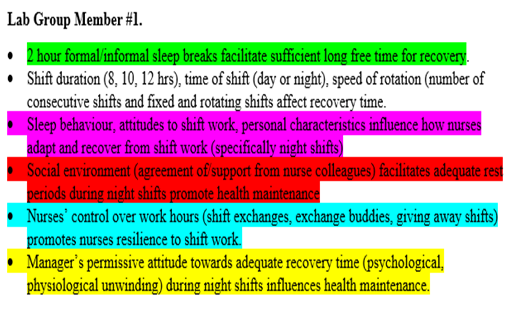 Lab Group Member #1.
• 2 hour formal/informal sleep breaks facilitate sufficient long free time for recovery.
• Shift duration (8, 10, 12 hrs), time of shift (day or night), speed of rotation (number of
consecutive shifts and fixed and rotating shifts affect recovery time.
• Sleep behaviour, attitudes to shift work, personal characteristics influence how nurses
adapt and recover from shift work (specifically night shifts)
• Social environment (agreement of/support from nurse colleagues) facilitates adequate rest
periods during night shifts promote health maintenance
• Nurses’ control over work hours (shift exchanges, exchange buddies, giving away shifts)
promotes nurses resilience to shift work.
• Manager’s permissive attitude towards adequate recovery time (psychological,
physiological unwinding) during night shifts influences health maintenance.